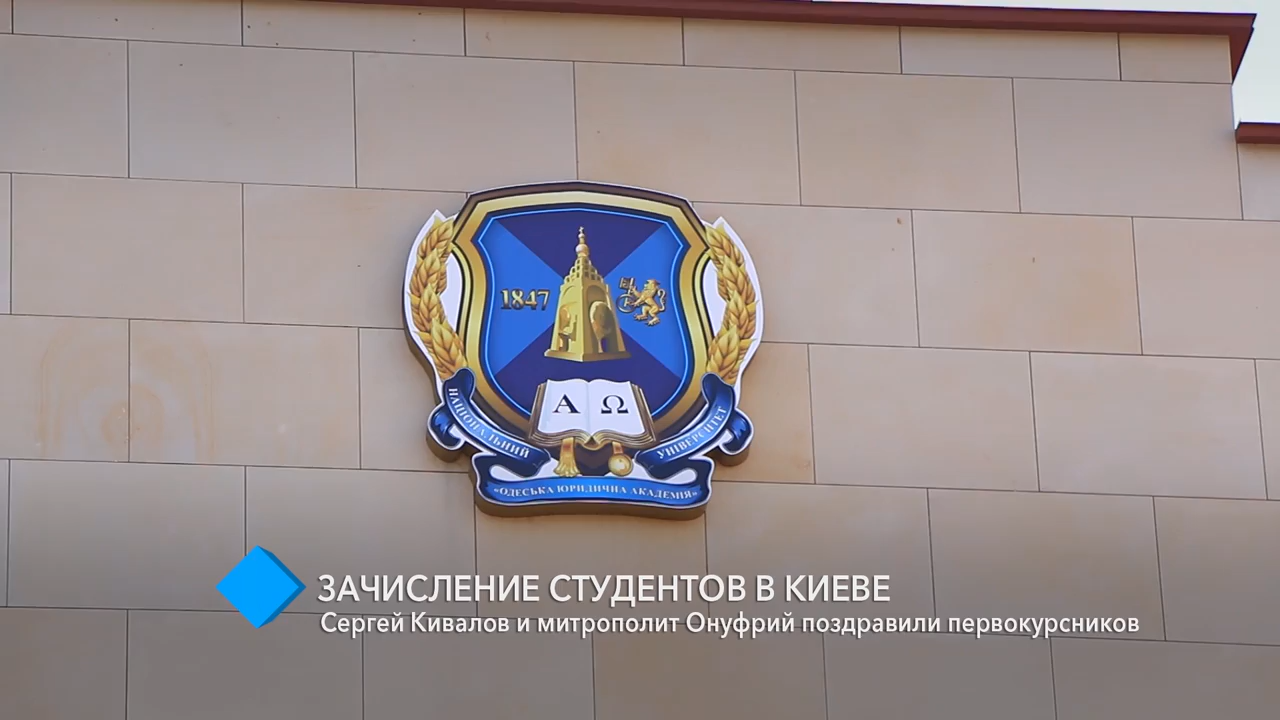 1847
Α Ω
НАЦІОНАЛЬНИЙ УНІВЕРСИТЕТ
«ОДЕСЬКА ЮРИДИЧНА АКАДЕМІЯ»
ЗАЧИСЛЕНИЕ СТУДЕНТОВ В КИЕВЕ
Сергей Кивалов и митрополит Онуфрий поздравили первокурсников